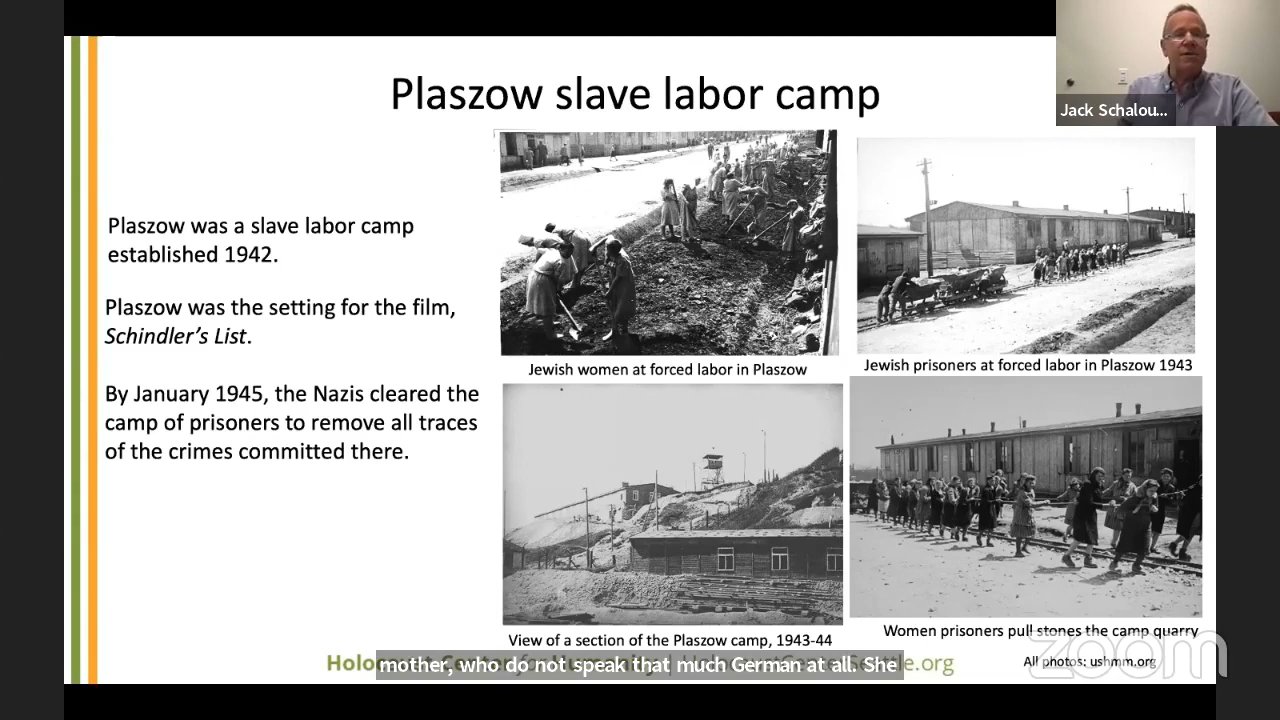 Plaszow slave labor camp
Jack Schalou...
Plaszow was a slave labor camp
established 1942.
Plaszow was the setting for the film,
Schindler's List.
By January 1945, the Nazis cleared the
camp of prisoners to remove all traces
of the crimes committed there.
Jewish women at forced labor in Plaszow
Jewish prisoners at forced labor in Plaszow 1943
View of a section of the Plaszow camp, 1943-44
Women prisoners pull stones the camp quarry
All photos: ushmm.org
mother, who do not speak that much German at all. She
zoom